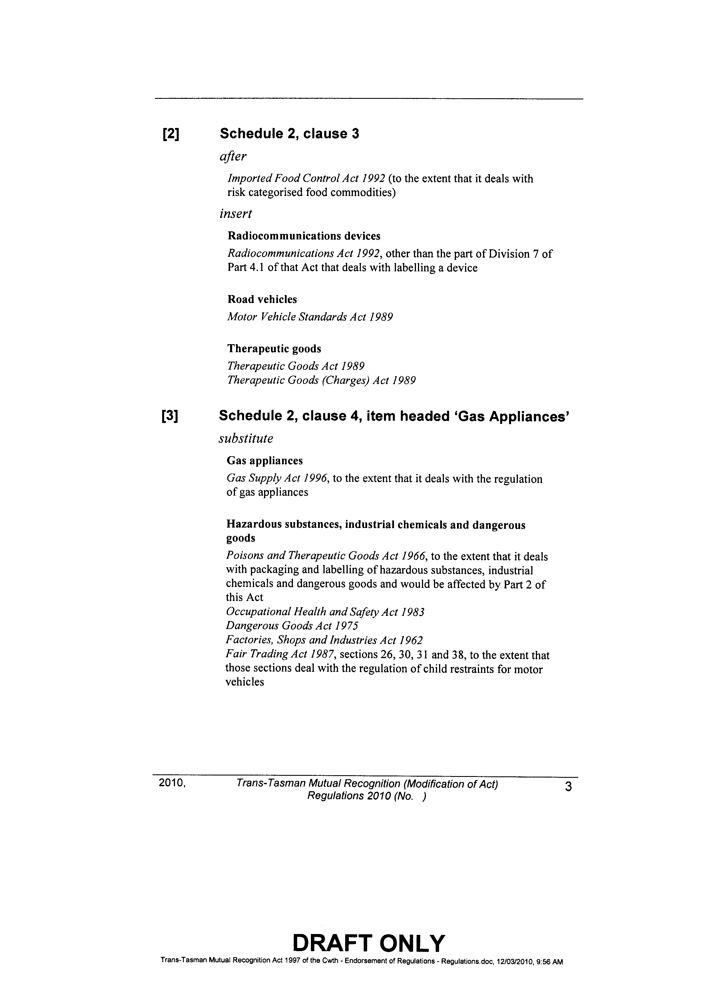 [2] Schedule 2, clause 3
after
Imported Food Control Act 1992 (to the extent that it deals with
risk categorised food commodities)
insert
Radiocommunications devices
Radiocommunications Act 1992, other than the part of Division 7 of
Part 4.1 of that Act that deals with labelling a device
Road vehicles
Motor Vehicle Standards Act 1989
Therapeutic goods
Therapeutic Goods Act 1989
Therapeutic Goods (Charges) Act 1989
[3] Schedule 2, clause 4, item headed ‘Gas Appliances’
substitute
Gas appliances
Gas Supply Act 1996, to the extent that it deals with the regulation
of gas appliances
Hazardous substances, industrial chemicals and dangerous
goods
Poisons and Therapeutic Goods Act 1966, to the extent that it deals
with packaging and labelling of hazardous substances, industrial
chemicals and dangerous goods and would be affected by Part 2 of
this Act
Occupational Health and Safety Act 1983
Dangerous Goods Act 1975
Factories, Shops and Industries Act 1962
Fair Trading Act 1987, sections 26, 30, 31 and 38, to the extent that
those sections deal with the regulation of child restraints for motor
vehicles
2010, Trans-Tasman Mutual Recognition (Modification of Act) 3
Regulations 2010 (No. )
DRAFT ONLY
Trans-Tasman Mutual Recognition Act 1997 of the Cwth - Endorsement of Regulations - Regulations.doc, 12/03/2010, 9:56 AM